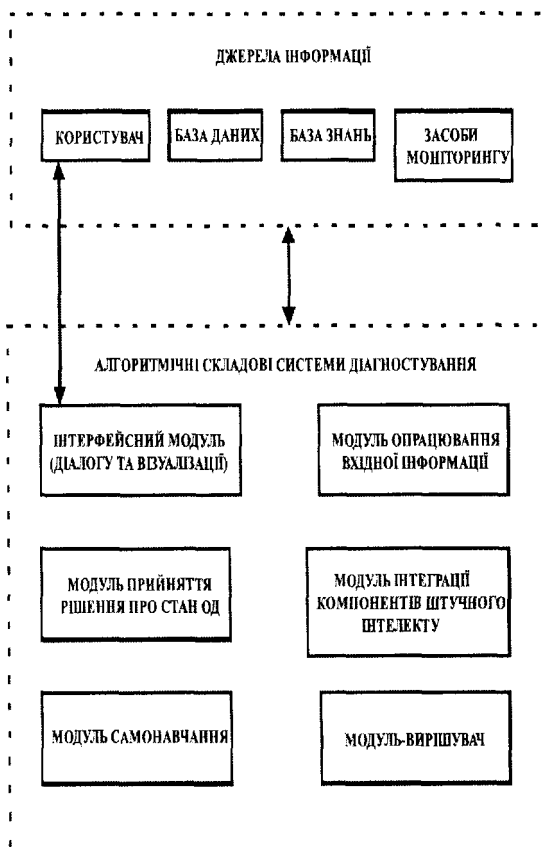 ДЖЕРЕЛА ІНФОРМАЦІЇ
КОРИСТУВАЧ
БАЗА ДАНИХ
БАЗА ЗНАНЬ
ЗАСОБИ
МОНІТОРИНГУ
АЛГОРИТМІЧНІ СКЛАДОВІ СИСТЕМИ ДІАГНОСТУВАННЯ
ІНТЕРФЕЙСНИЙ МОДУЛЬ
(ДІАЛОГУ ТА ВІЗУАЛІЗАЦІЇ)
МОДУЛЬ ОПРАЦЮВАННЯ
ВХІДНОЇ ІНФОРМАЦІЇ
МОДУЛЬ ПРИЙНЯТТЯ
РІШЕННЯ ПРО СТАН ОД
МОДУЛЬ ІНТЕГРАЦІЇ
КОМПОНЕНТІВ ШТУЧНОГО
ІНТЕЛЕКТУ
МОДУЛЬ САМОНАВЧАННЯ
МОДУЛЬ-ВИРІШУВАЧ